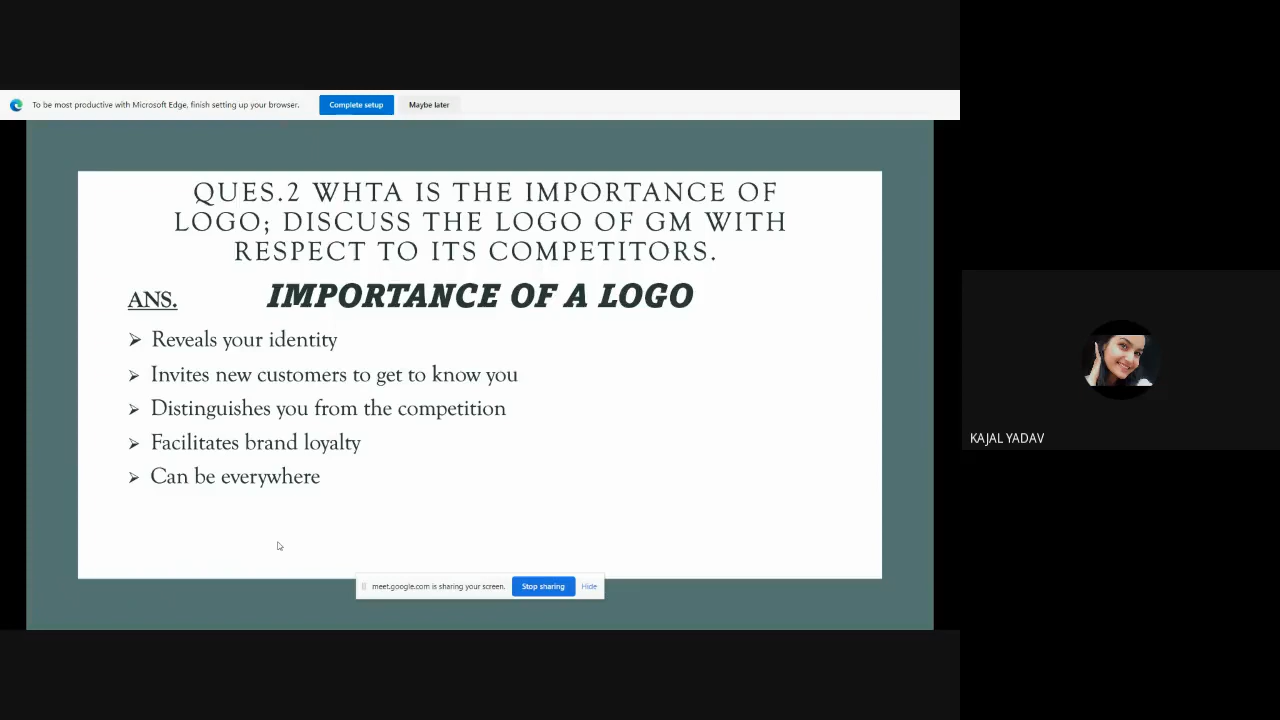 To be most productive with Microsoft Edge, finish setting up your browser. Complete setup Maybe later
QUES.2 WHTA IS THE IMPORTANCE OF
LOGO; DISCUSS THE LOGO OF GM WITH
RESPECT TO ITS COMPETITORS.
ANS. IMPORTANCE OF A LOGO
Reveals your identity
Invites new customers to get to know you
Distinguishes you from the competition
Facilitates brand loyalty
Can be everywhere
meet.google.com is sharing your screen. Stop sharing Hide
KAJAL YADAV